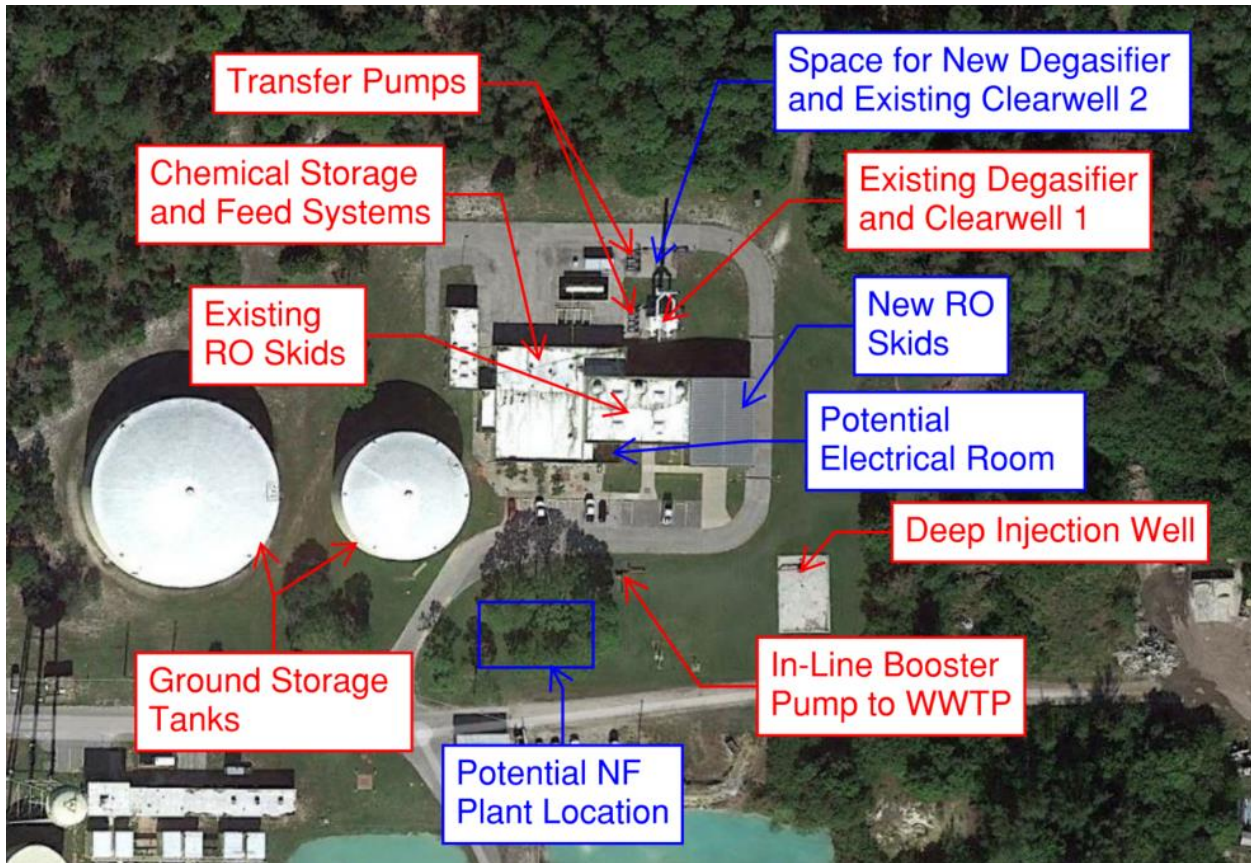 Transfer Pumps
Space for New Degasifier
and Existing Clearwell 2
Chemical Storage
and Feed Systems
Existing Degasifier
and Clearwell 1
Existing
RO Skids
New RO
Skids
Potential
Electrical Room
Deep Injection Well
Ground Storage
Tanks
In-Line Booster
Pump to WWTP
Potential NF
Plant Location